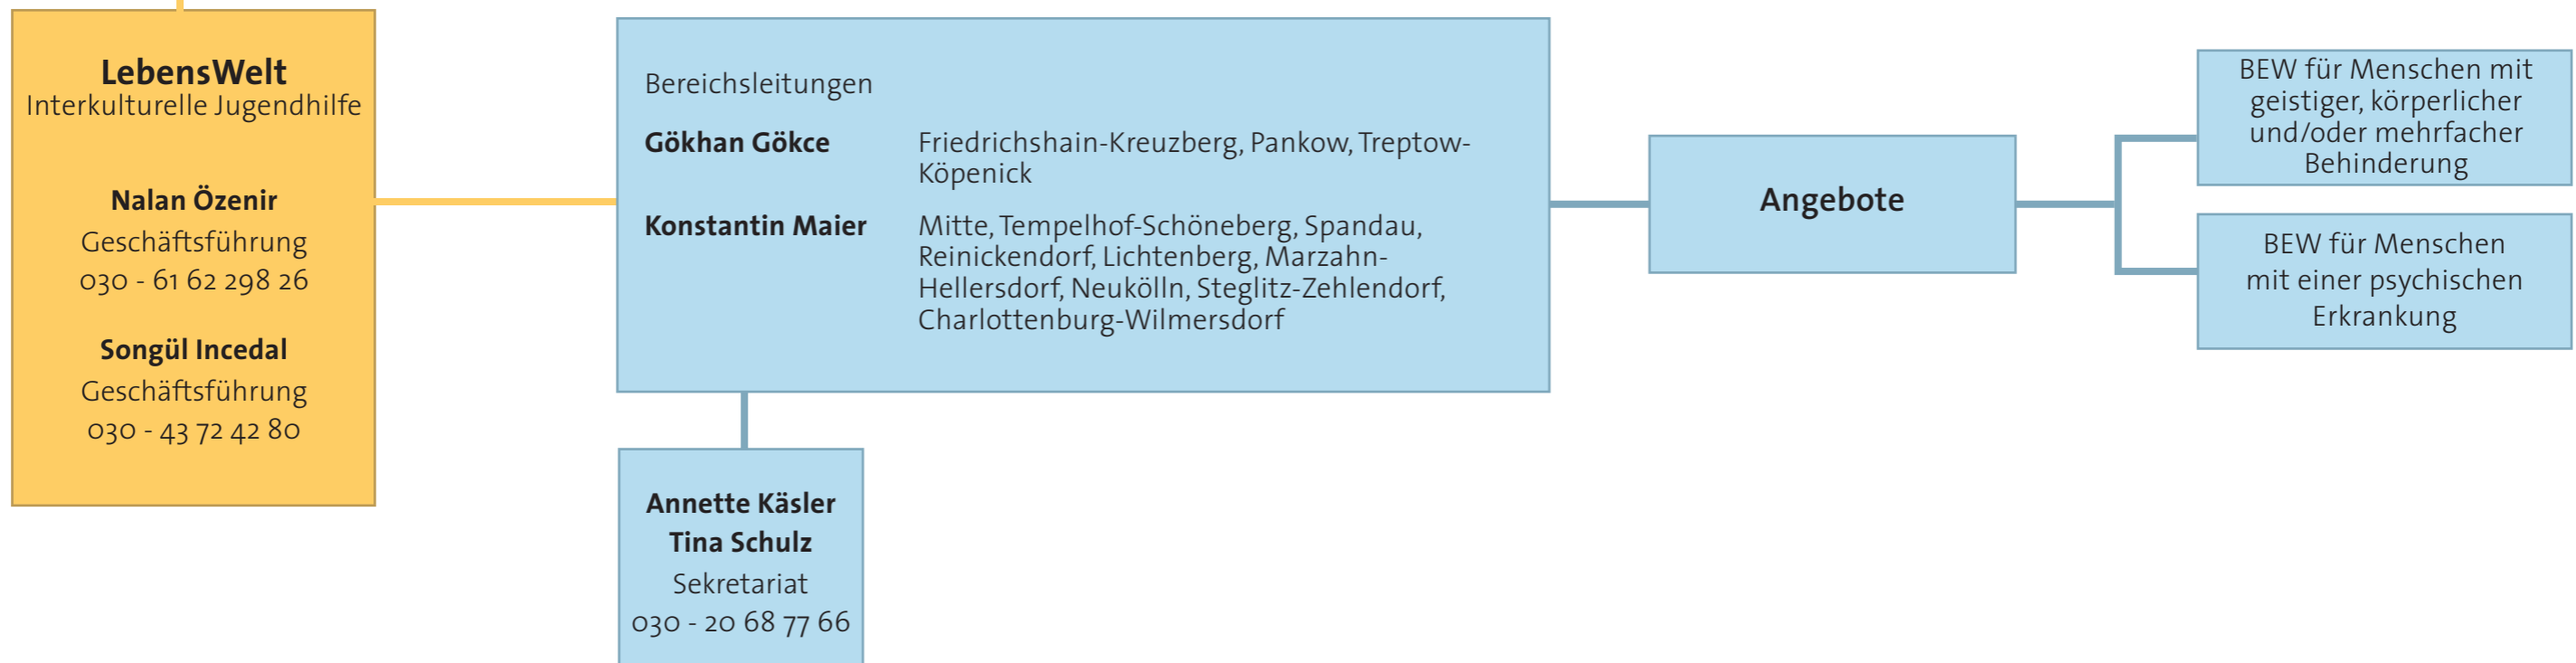 LebensWelt
Interkulturelle Jugendhilfe
Nalan Özenir
Geschäftsführung
030 - 61 62 298 26
Songül Incedal
Geschäftsführung
030 - 43 72 42 80
Bereichsleitungen
Gökhan Gökce Friedrichshain-Kreuzberg, Pankow, Treptow-
Köpenick
Konstantin Maier Mitte, Tempelhof-Schöneberg, Spandau,
Reinickendorf, Lichtenberg, Marzahn-
Hellersdorf, Neukölln, Steglitz-Zehlendorf,
Charlottenburg-Wilmersdorf
Annette Käsler
Tina Schulz
Sekretariat
030 - 20 68 77 66
Angebote
BEW für Menschen mit
geistiger, körperlicher
und/oder mehrfacher
Behinderung
BEW für Menschen
mit einer psychischen
Erkrankung